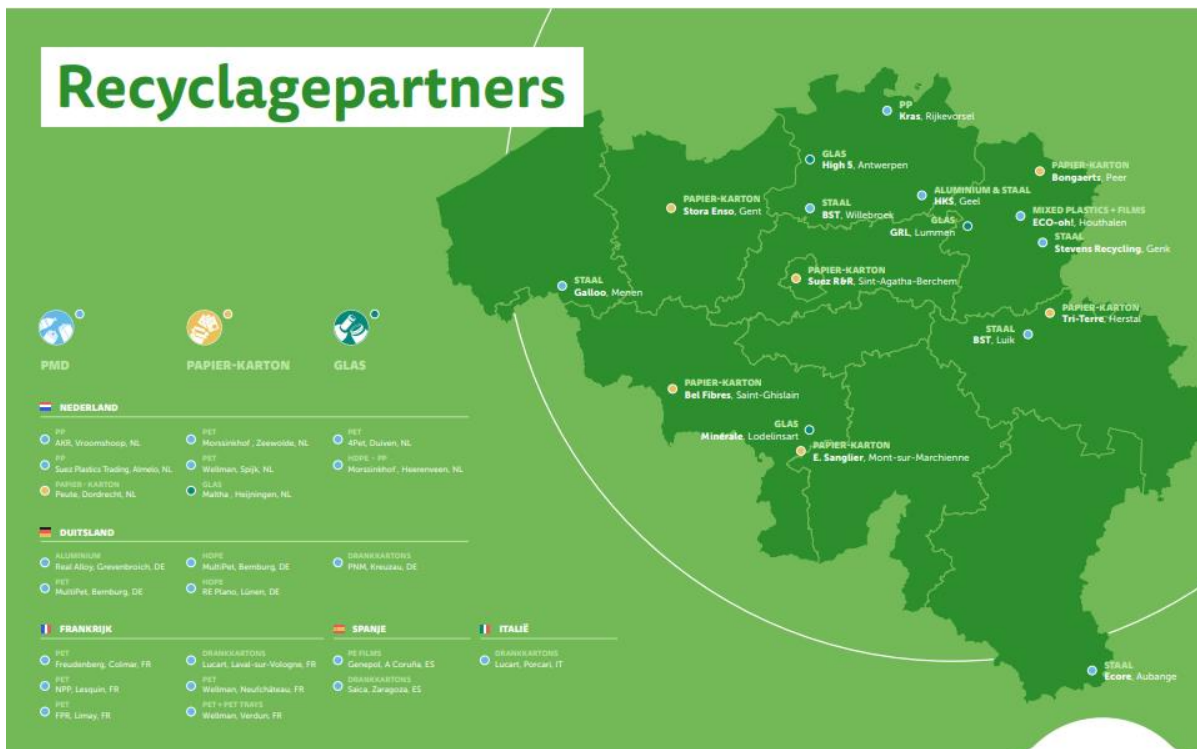 Recyclagepartners
PP
Kras, Rijkevorsel
GLAS
High 5, Antwerpen
PAPIER-KARTON
Bongaerts, Peer
ALUMINIUM & STAAL
HKS, Geel
PAPIER-KARTON
Stora Enso, Gent
STAAL
BST, Willebroek
MIXED PLASTICS + FILMS
ECO-oh!, Houthalen
GLAS
GRL, Lummen
STAAL
Stevens Recycling, Genk
PAPIER-KARTON
Suez R&R, Sint-Agatha-Berchem
STAAL
Galloo, Menen
PAPIER-KARTON
Tri-Terre, Herstal
STAAL
BST, Luik
PAPIER-KARTON
Bel Fibres, Saint-Ghislain
GLAS
Minérale, Lodelinsart
PAPIER-KARTON
E. Sanglier, Mont-sur-Marchienne
STAAL
Ecore, Aubange
PMD
PAPIER-KARTON
GLAS
NEDERLAND
PP
AKR, Vroomshoop, NL
PET
Morssinkhof, Zeewolde, NL
PET
4Pet, Duiven, NL
PP
Suez Plastics Trading, Almelo, NL
PET
Wellman, Spijk, NL
HDPE - PP
Morssinkhof, Heerenveen, NL
PAPIER-KARTON
Peute, Dordrecht, NL
GLAS
Maltha, Heijningen, NL
DUITSLAND
ALUMINIUM
Real Alloy, Grevenbroich, DE
HDPE
MultiPet, Bernburg, DE
DRANKKARTONS
PNM, Kreuzau, DE
PET
MultiPet, Bernburg, DE
HDPE
RE Plano, Lünen, DE
FRANKRIJK
PET
Freudenberg, Colmar, FR
DRANKKARTONS
Lucart, Laval-sur-Vologne, FR
PET
NPP, Lesquin, FR
PET
Wellman, Neufchâteau, FR
PET
FPR, Limay, FR
PET + PET TRAYS
Wellman, Verdun, FR
SPANJE
PE FILMS
Genepol, A Coruña, ES
DRANKKARTONS
Saica, Zaragoza, ES
ITALIË
DRANKKARTONS
Lucart, Porcari, IT